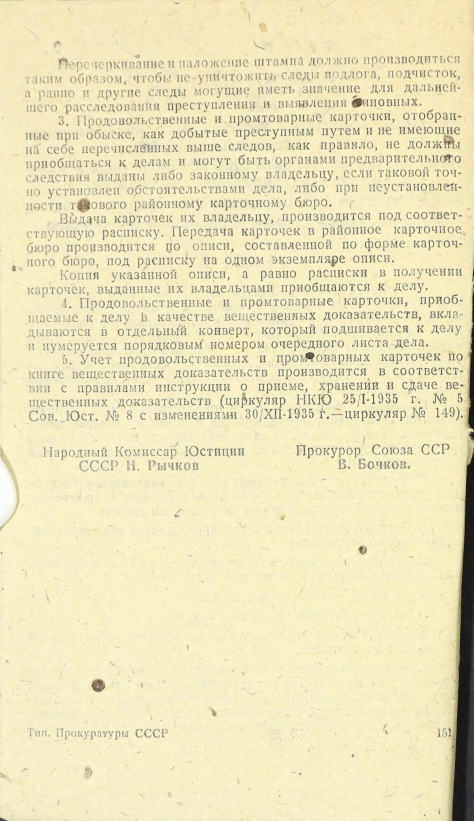 Перечеркивание и наложение штампа должно производиться
таким образом, чтобы не уничтожить следы подлога, подчисток,
а равно и другие следы могущие иметь значение для дальней-
шего расследования преступления и выявления виновных.
3. Продовольственные и промтоварные карточки, отобран-
ные при обыске, как добытые преступным путем и не имеющие
на себе перечисленных выше следов, как правило, не должны
приобщаться к делам и могут быть органами предварительного
следствия выданы либо законному владельцу, если таковой точ-
но установлен обстоятельствами дела, либо при неустановлен-
ности такового районному карточному бюро.
Выдача карточек их владельцу, производится под соответ-
ствующую расписку. Передача карточек в районное карточное
бюро производится по описи, составленной по форме карточ-
ного бюро, под расписку на одном экземпляре описи.
Копия указанной описи, а равно расписки в получении
карточек, выданных их владельцами приобщаются к делу.
4. Продовольственные и промтоварные карточки, приоб-
щаемые к делу в качестве вещественных доказательств, вкла-
дываются в отдельный конверт, который подшивается к делу
и нумеруется порядковым номером очередного листа дела.
5. Учет продовольственных и промтоварных карточек по
книге вещественных доказательств производится в соответст-
вии с правилами инструкции о приеме, хранении и сдаче ве-
щественных доказательств (циркуляр НКЮ 25/I-1935 г. № 5
Сов. Юст. № 8 с изменениями 30/XII-1935 г.—циркуляр № 149).
Народный Комиссар Юстиции
СССР Н. Рычков
Прокурор Союза ССР
В. Бочков.
Тип. Прокуратуры СССР
151